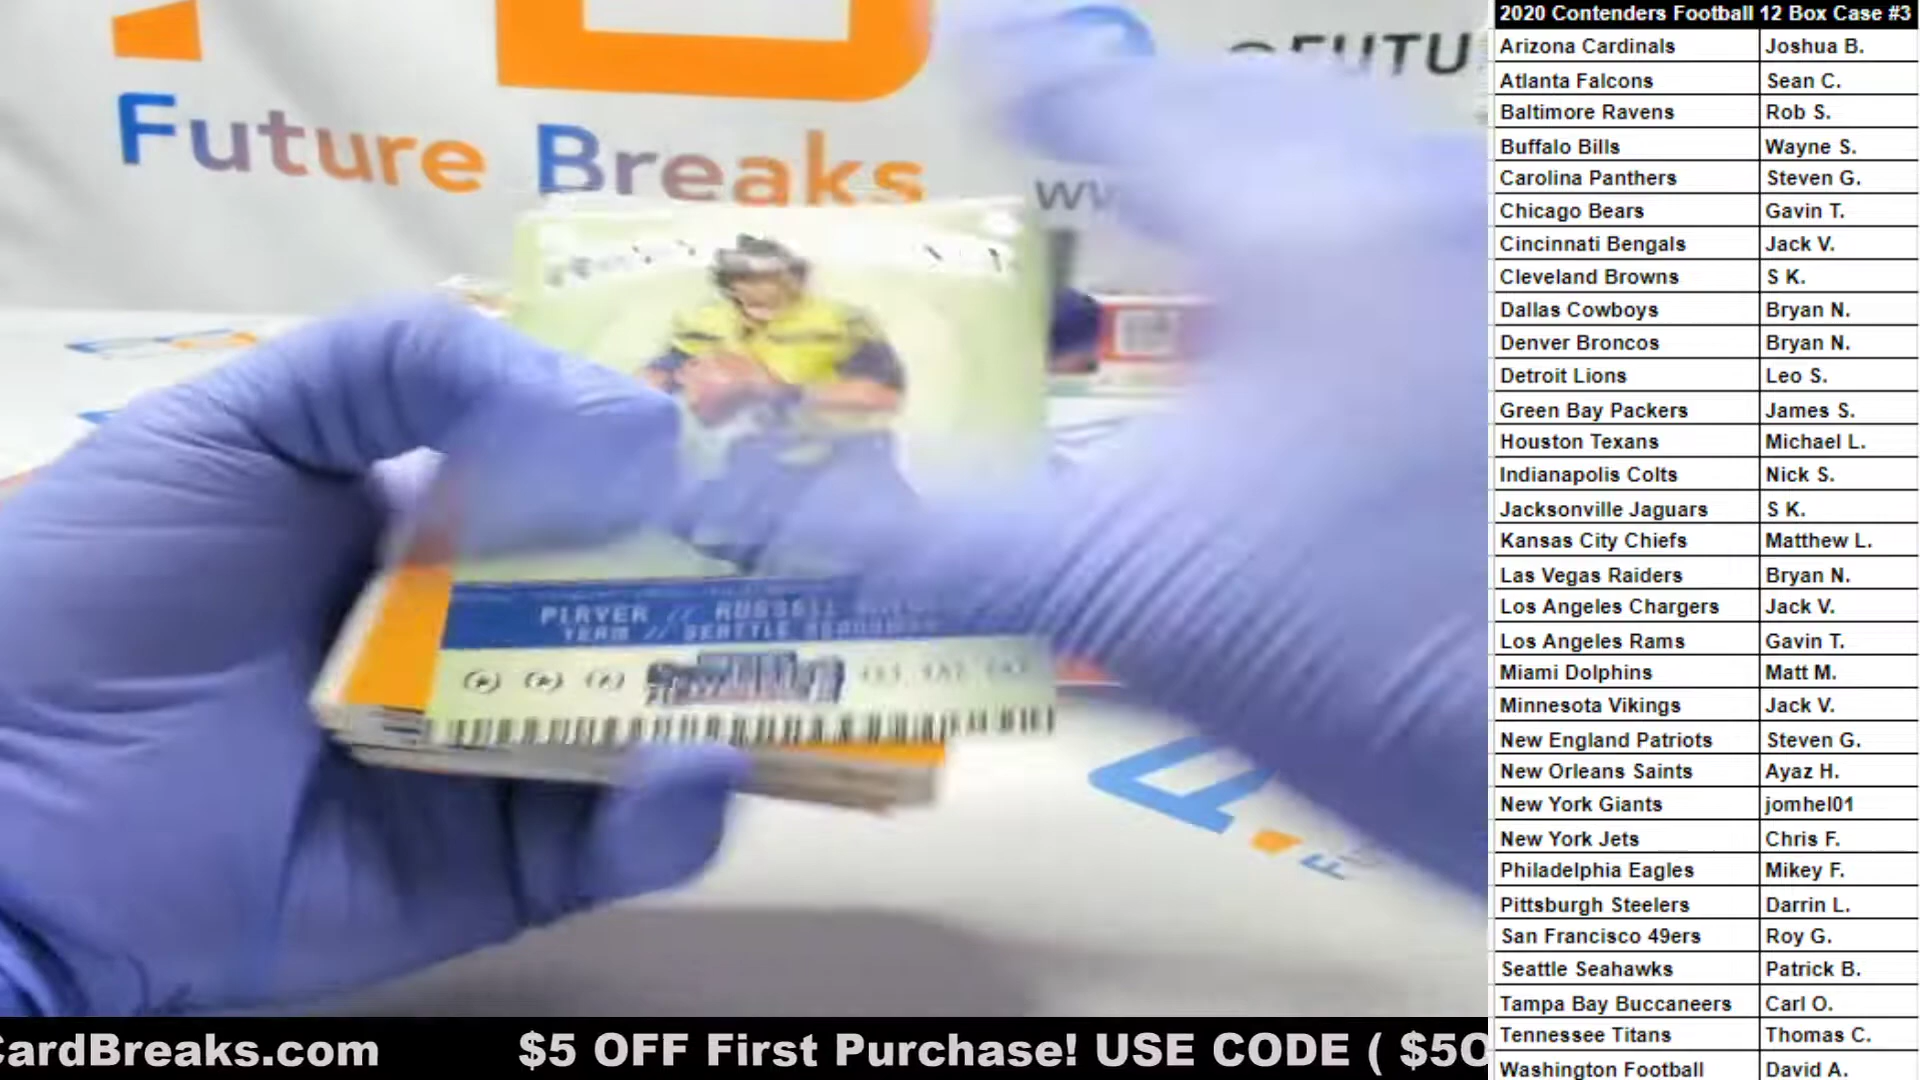 Future Breaks
@FUTU
PLAYER // RUSSELL
TEAM // SEATTLE SEAHAWKS
CardBreaks.com $5 OFF First Purchase! USE CODE ( $5O
2020 Contenders Football 12 Box Case #3
Arizona Cardinals Joshua B.
Atlanta Falcons Sean C.
Baltimore Ravens Rob S.
Buffalo Bills Wayne S.
Carolina Panthers Steven G.
Chicago Bears Gavin T.
Cincinnati Bengals Jack V.
Cleveland Browns S K.
Dallas Cowboys Bryan N.
Denver Broncos Bryan N.
Detroit Lions Leo S.
Green Bay Packers James S.
Houston Texans Michael L.
Indianapolis Colts Nick S.
Jacksonville Jaguars S K.
Kansas City Chiefs Matthew L.
Las Vegas Raiders Bryan N.
Los Angeles Chargers Jack V.
Los Angeles Rams Gavin T.
Miami Dolphins Matt M.
Minnesota Vikings Jack V.
New England Patriots Steven G.
New Orleans Saints Ayaz H.
New York Giants jomhel01
New York Jets Chris F.
Philadelphia Eagles Mikey F.
Pittsburgh Steelers Darrin L.
San Francisco 49ers Roy G.
Seattle Seahawks Patrick B.
Tampa Bay Buccaneers Carl O.
Tennessee Titans Thomas C.
Washington Football David A.